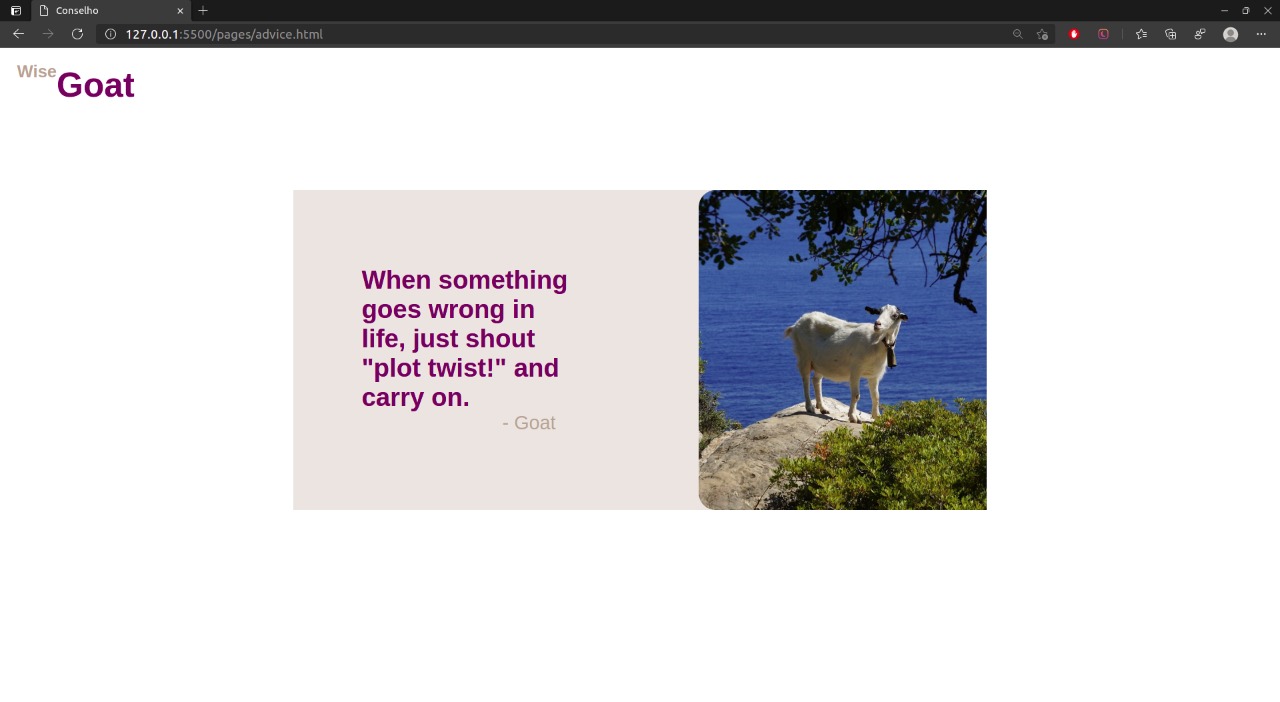 Conselho
127.0.0.1:5500/pages/advice.html
WiseGoat
When something
goes wrong in
life, just shout
"plot twist!" and
carry on.
- Goat